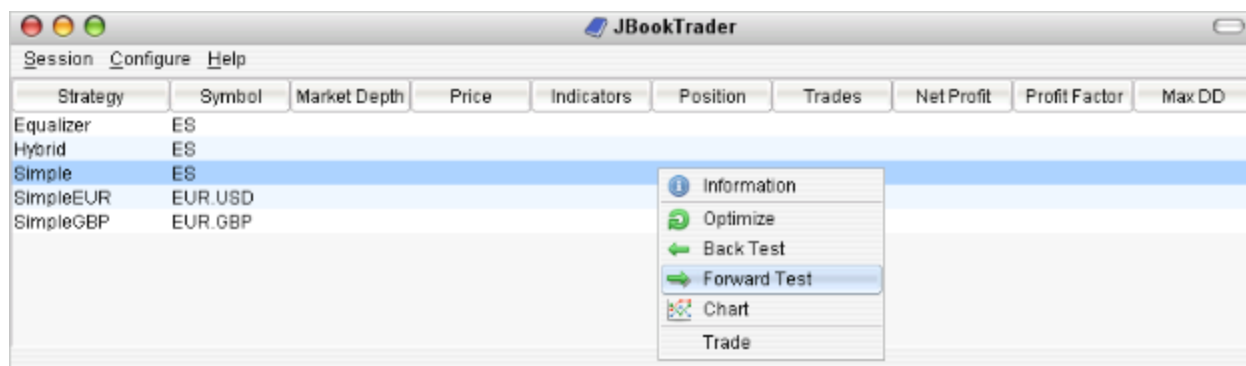 JBookTrader
Session Configure Help
Strategy Symbol Market Depth Price Indicators Position Trades Net Profit Profit Factor Max DD
Equalizer ES
Hybrid ES
Simple ES
SimpleEUR EUR.USD
SimpleGBP EUR.GBP
Information
Optimize
Back Test
Forward Test
Chart
Trade